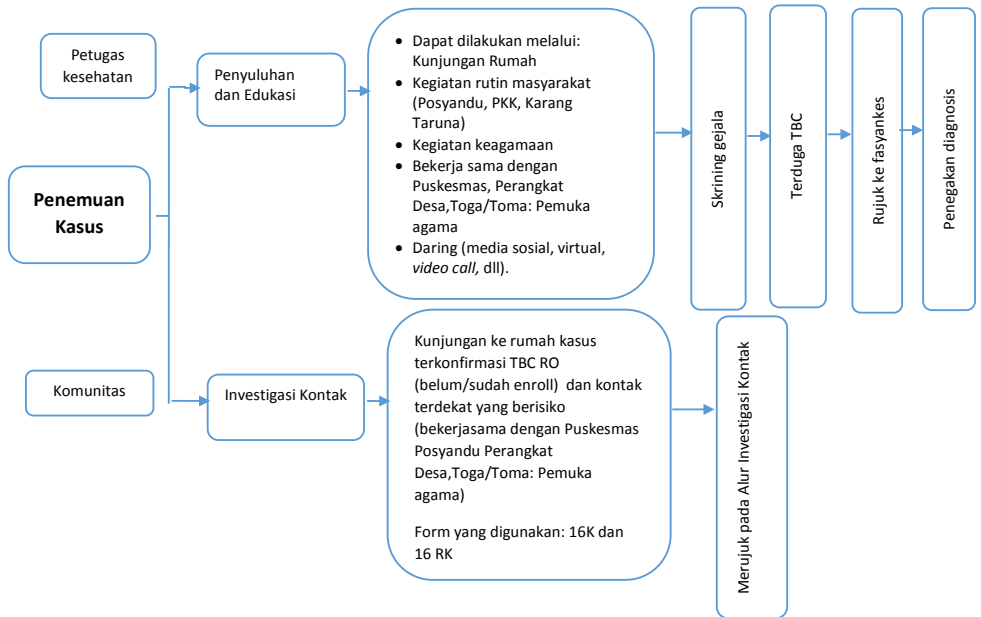 Petugas
kesehatan
Penemuan
Kasus
Komunitas
Penyuluhan
dan Edukasi
• Dapat dilakukan melalui:
Kunjungan Rumah
• Kegiatan rutin masyarakat
(Posyandu, PKK, Karang
Taruna)
• Kegiatan keagamaan
• Bekerja sama dengan
Puskesmas, Perangkat
Desa,Toga/Toma: Pemuka
agama
• Daring (media sosial, virtual,
video call, dll).
Skrining gejala
Terduga TBC
Rujuk ke fasyankes
Penegakan diagnosis
Investigasi Kontak
Kunjungan ke rumah kasus
terkonfirmasi TBC RO
(belum/sudah enroll) dan kontak
terdekat yang berisiko
(bekerjasama dengan Puskesmas
Posyandu Perangkat
Desa,Toga/Toma: Pemuka
agama)
Form yang digunakan: 16K dan
16 RK
Merujuk pada Alur Investigasi Kontak